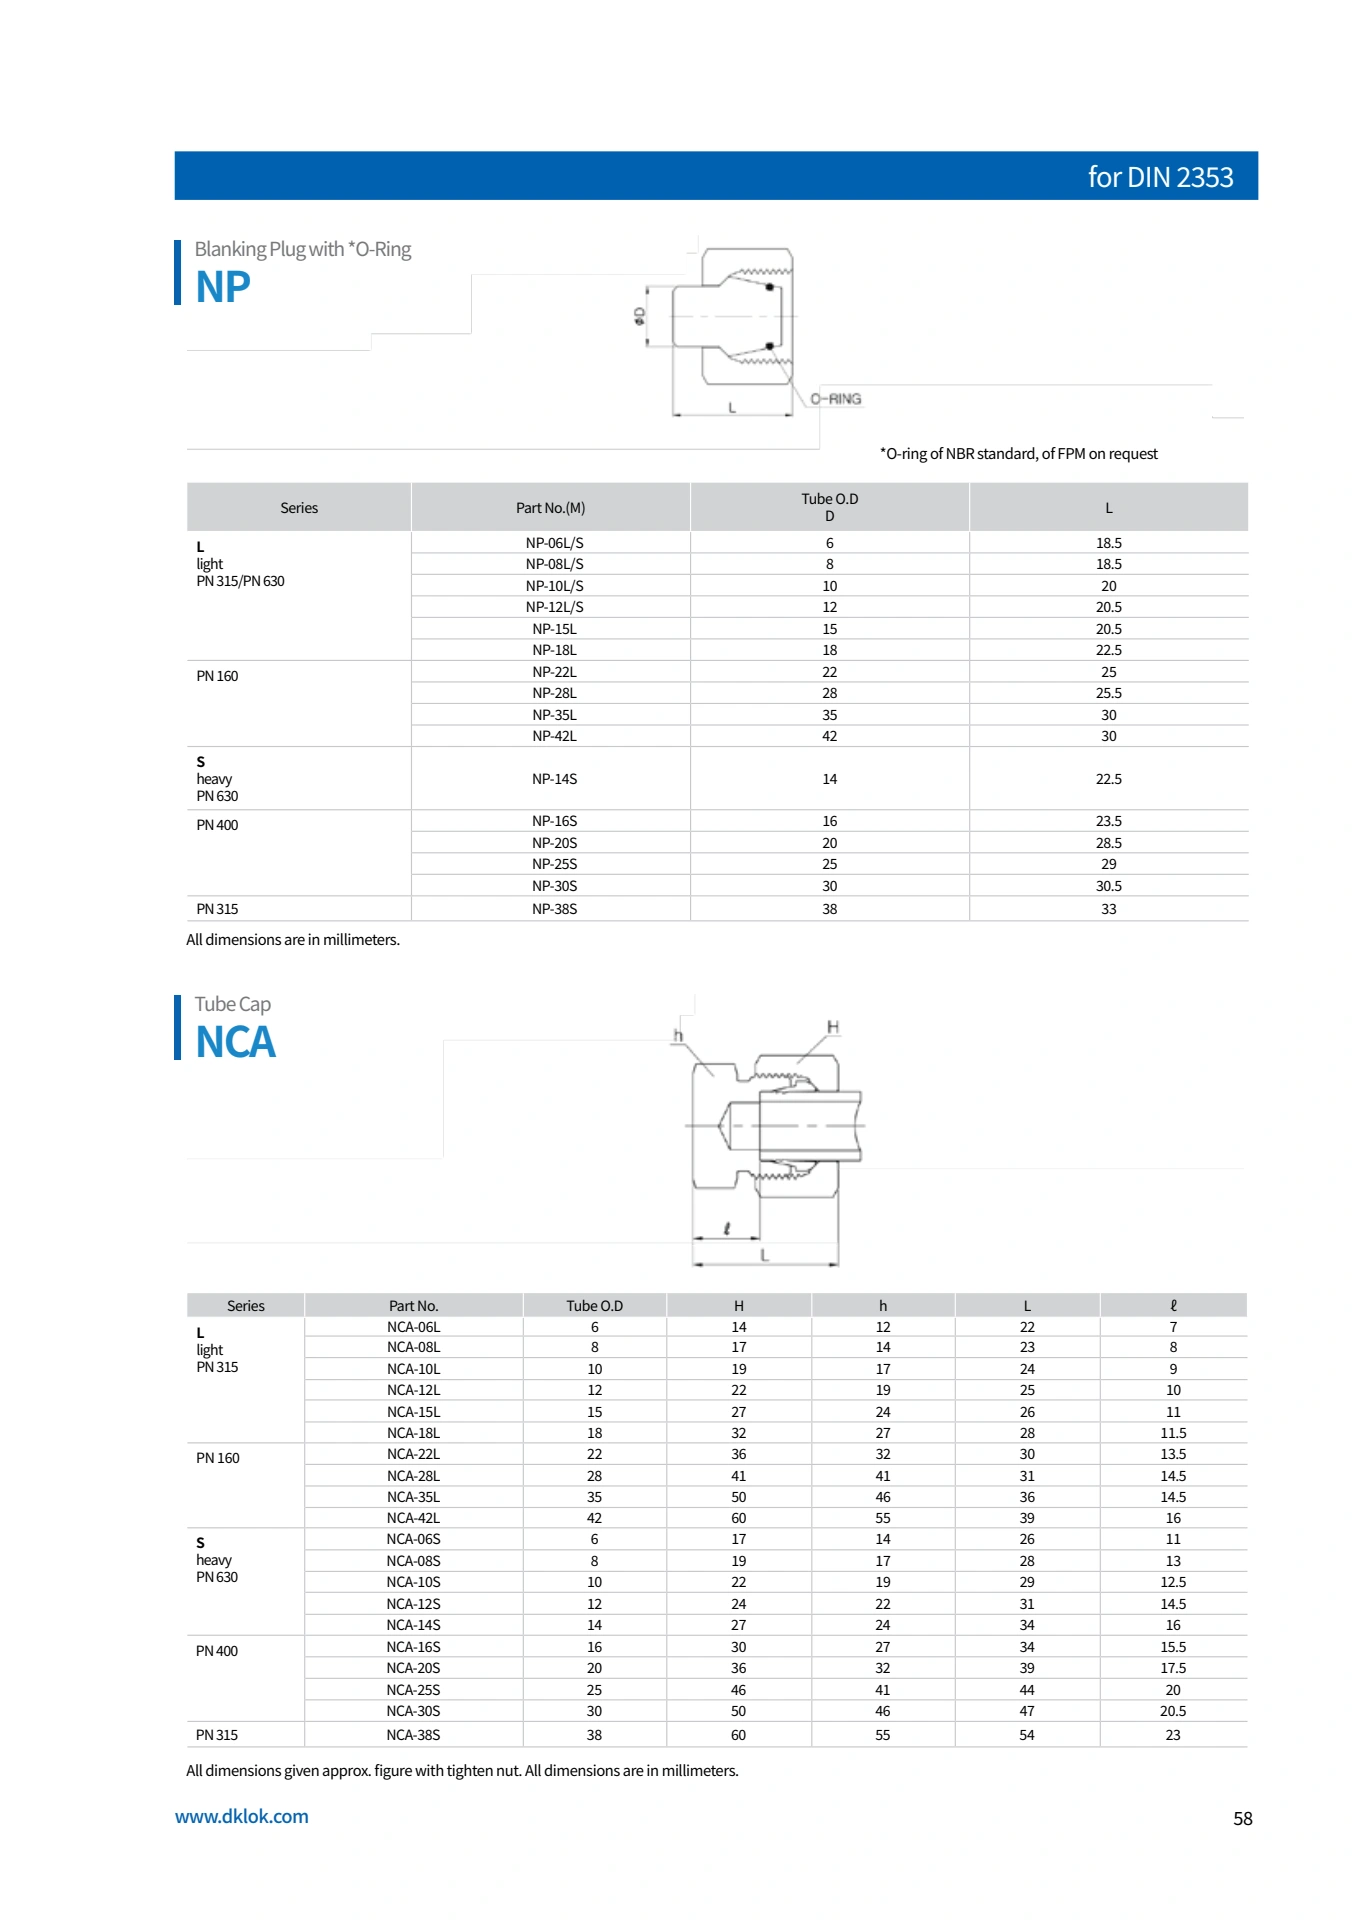 for DIN 2353
Blanking Plug with *O-Ring
NP
øD
L
O-RING
*O-ring of NBR standard, of FPM on request
Series Part No.(M) Tube O.D D L
L light PN 315/PN 630 NP-06L/S 6 18.5
NP-08L/S 8 18.5
NP-10L/S 10 20
NP-12L/S 12 20.5
NP-15L 15 20.5
NP-18L 18 22.5
PN 160 NP-22L 22 25
NP-28L 28 25.5
NP-35L 35 30
NP-42L 42 30
S heavy PN 630 NP-14S 14 22.5
PN 400 NP-16S 16 23.5
NP-20S 20 28.5
NP-25S 25 29
NP-30S 30 30.5
PN 315 NP-38S 38 33
All dimensions are in millimeters.
Tube Cap
NCA
h
H
ℓ
L
Series Part No. Tube O.D H h L ℓ
L light PN 315 NCA-06L 6 14 12 22 7
NCA-08L 8 17 14 23 8
NCA-10L 10 19 17 24 9
NCA-12L 12 22 19 25 10
NCA-15L 15 27 24 26 11
NCA-18L 18 32 27 28 11.5
PN 160 NCA-22L 22 36 32 30 13.5
NCA-28L 28 41 41 31 14.5
NCA-35L 35 50 46 36 14.5
NCA-42L 42 60 55 39 16
S heavy PN 630 NCA-06S 6 17 14 26 11
NCA-08S 8 19 17 28 13
NCA-10S 10 22 19 29 12.5
NCA-12S 12 24 22 31 14.5
NCA-14S 14 27 24 34 16
PN 400 NCA-16S 16 30 27 34 15.5
NCA-20S 20 36 32 39 17.5
NCA-25S 25 46 41 44 20
NCA-30S 30 50 46 47 20.5
PN 315 NCA-38S 38 60 55 54 23
All dimensions given approx. figure with tighten nut. All dimensions are in millimeters.
www.dklok.com
58